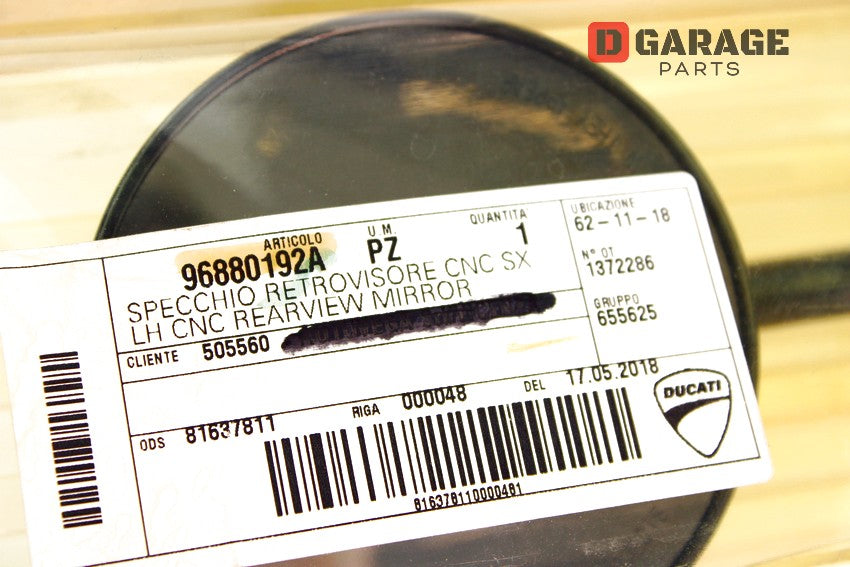 D GARAGE
PARTS
ARTICOLO U.M. QUANTITA UBICAZIONE
96880192A PZ 1 62-11-18
SPECCHIO RETROVISORE CNC SX
LH CNC REARVIEW MIRROR
N° OT
1372286
GRUPPO
655625
CLIENTE 505560
ODS 81637811 RIGA 000048 DEL 17.05.2018
DUCATI
816378110000481